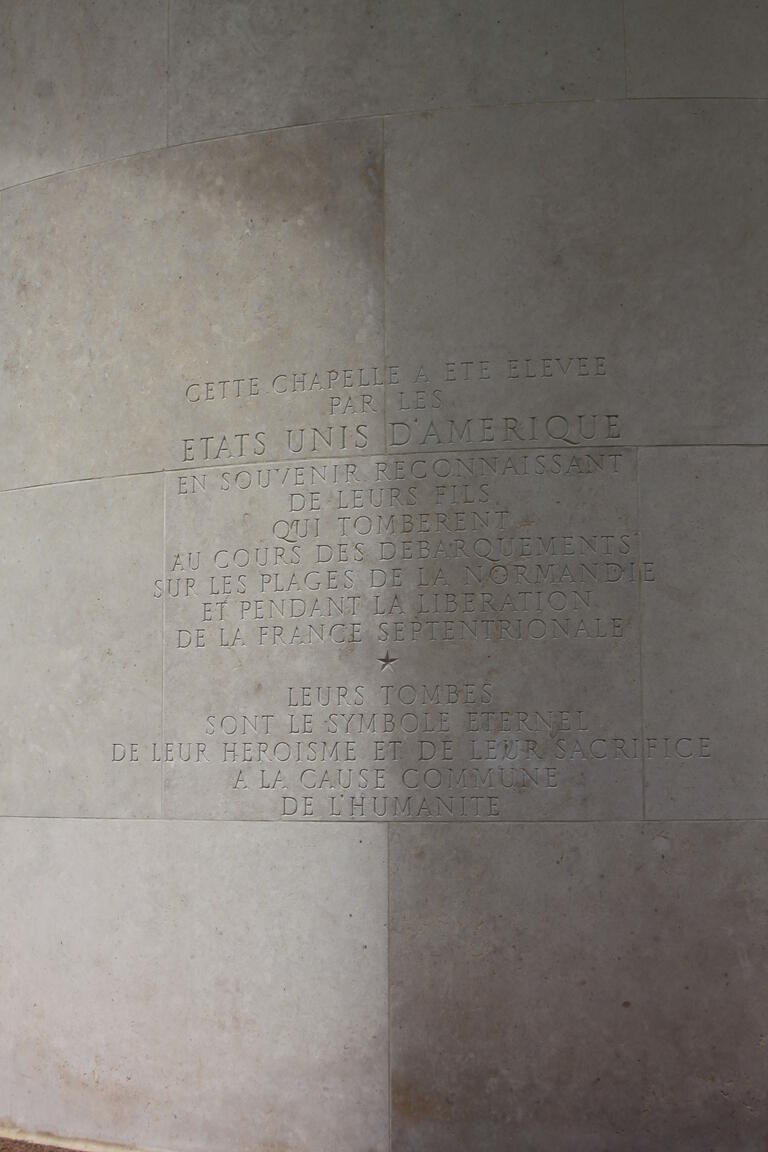 CETTE CHAPELLE A ETE ELEVEE
PAR LES
ETATS UNIS D'AMERIQUE
EN SOUVENIR RECONNAISSANT
DE LEURS FILS
QUI TOMBERENT
AU COURS DES DEBARQUEMENTS
SUR LES PLAGES DE LA NORMANDIE
ET PENDANT LA LIBERATION
DE LA FRANCE SEPTENTRIONALE
LEURS TOMBES
SONT LE SYMBOLE ETERNEL
DE LEUR HEROISME ET DE LEUR SACRIFICE
A LA CAUSE COMMUNE
DE L'HUMANITE